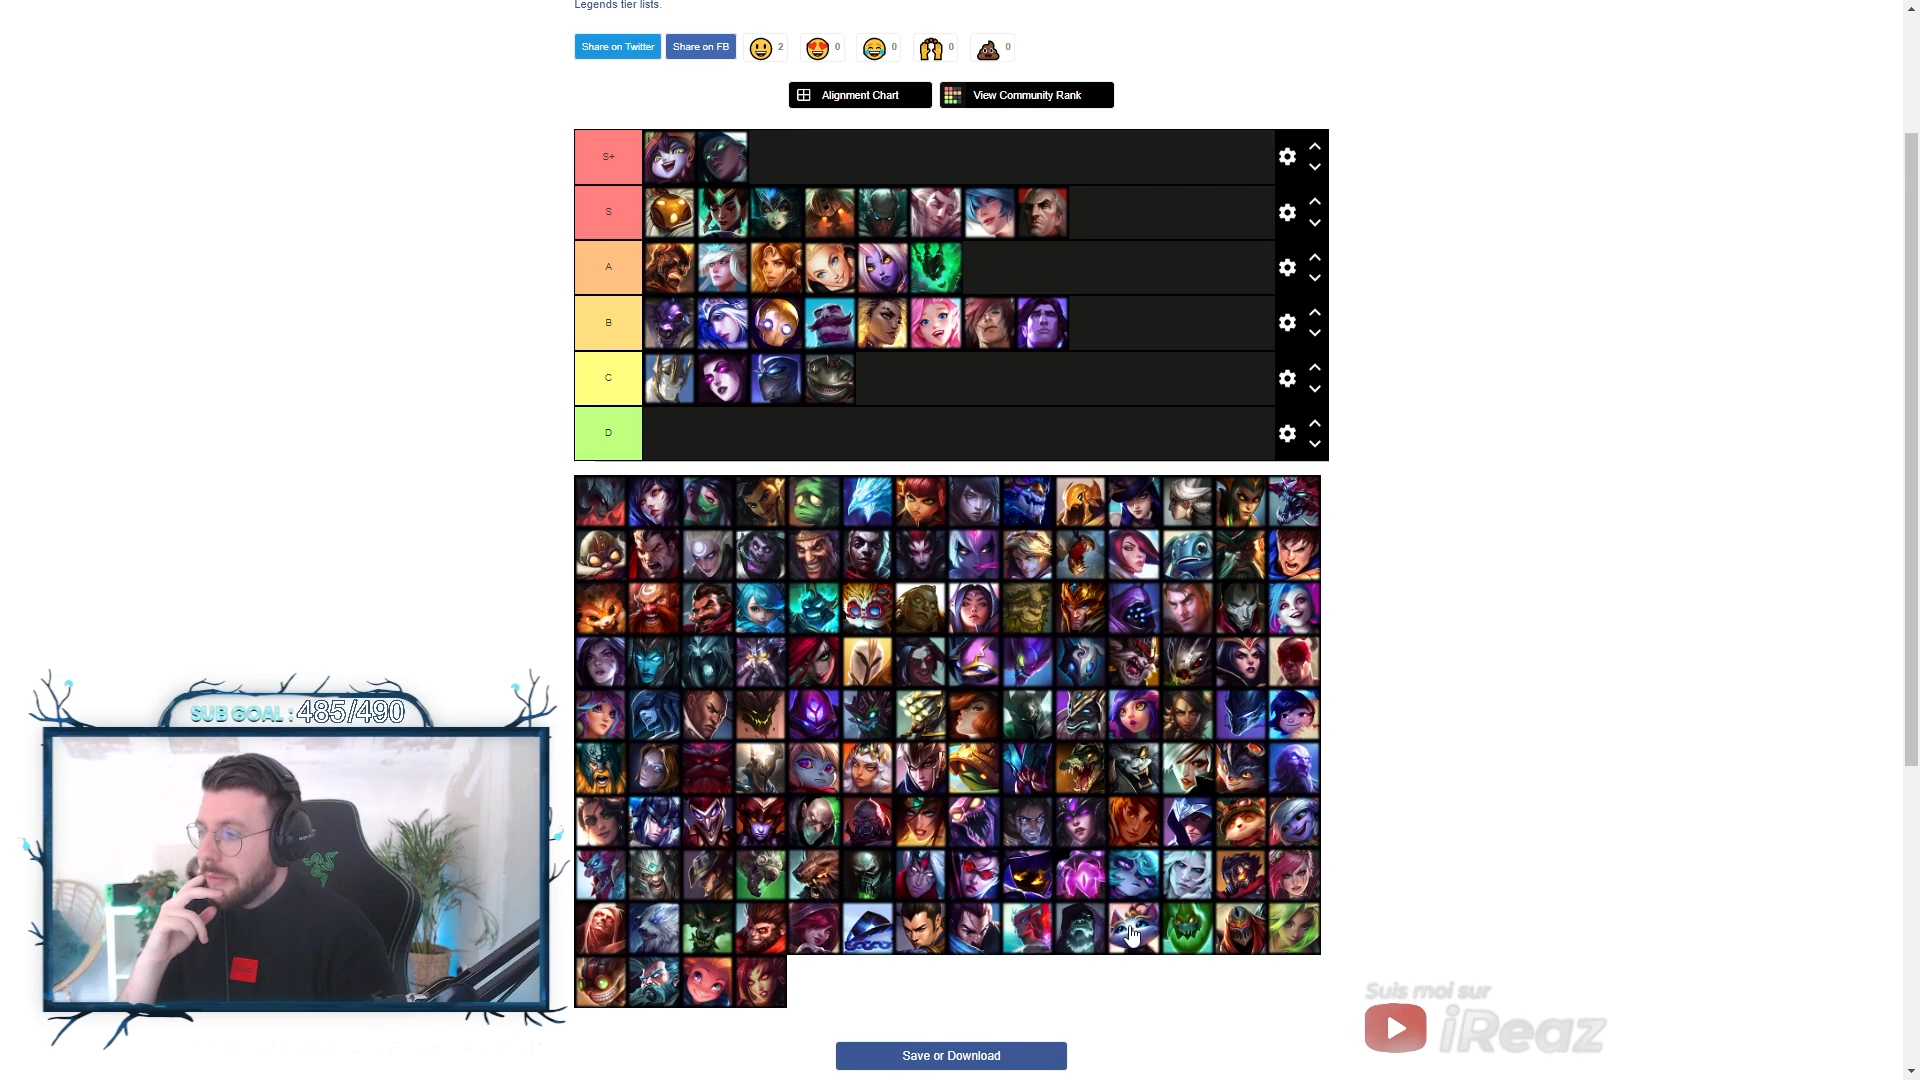 Legends tier lists.
Share on Twitter
Share on FB
2
0
0
0
0
Alignment Chart
View Community Rank
S+
S
A
B
C
D
SUB GOAL : 485/490
Suis moi sur
iReaz
Save or Download